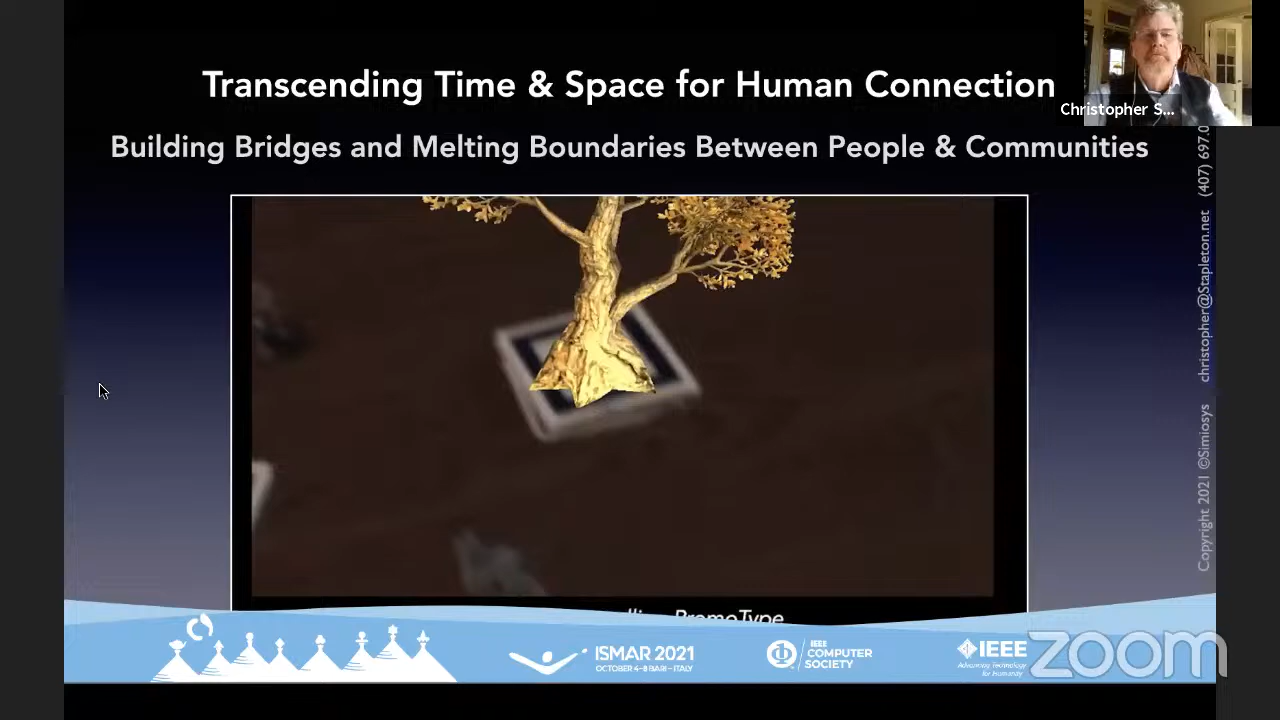 Transcending Time & Space for Human Connection
Christopher S...
Building Bridges and Melting Boundaries Between People & Communities
Copyright 2021 ©Simiosys christopher@Stapleton.net (407) 697.0
PromoType
ISMAR 2021
OCTOBER 4-8 BARI - ITALY
IEEE
COMPUTER
SOCIETY
IEEE
Advancing Technology
for Humanity
zoom